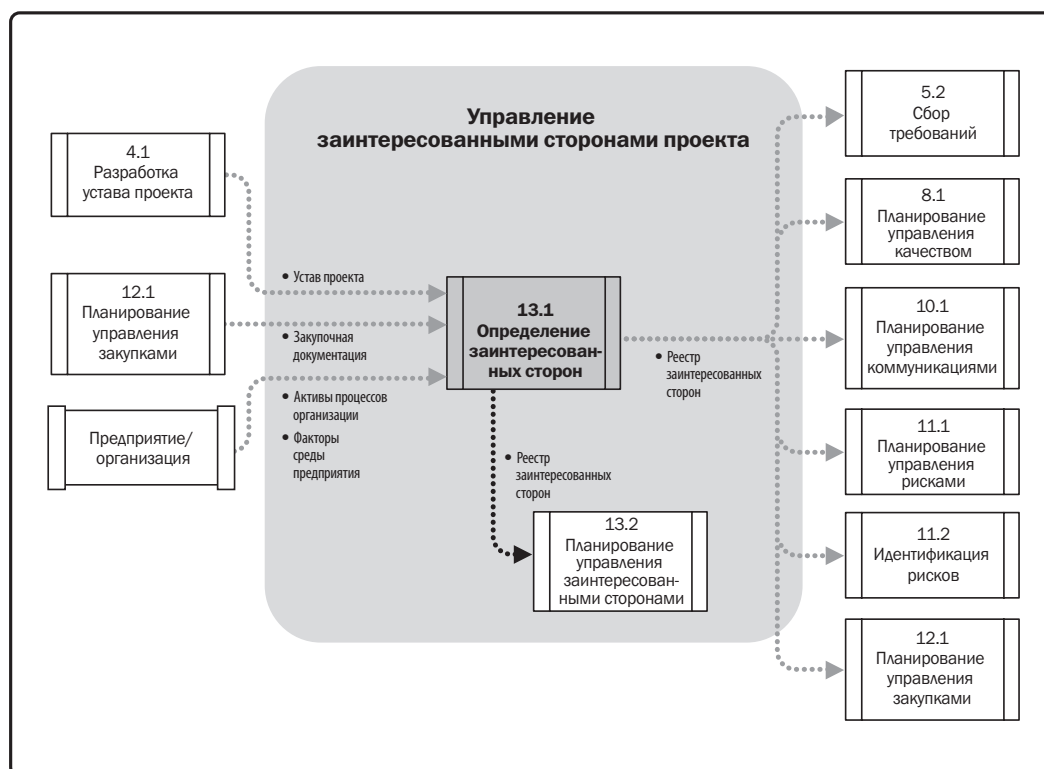 Управление
заинтересованными сторонами проекта
4.1
Разработка
устава проекта
12.1
Планирование
управления
закупками
Предприятие/
организация
• Устав проекта
• Закупочная
документация
• Активы процессов
организации
• Факторы
среды
предприятия
13.1
Определение
заинтересован-
ных сторон
• Реестр
заинтересованных
сторон
• Реестр
заинтересованных
сторон
13.2
Планирование
управления
заинтересован-
ными сторонами
5.2
Сбор
требований
8.1
Планирование
управления
качеством
10.1
Планирование
управления
коммуникациями
11.1
Планирование
управления
рисками
11.2
Идентификация
рисков
12.1
Планирование
управления
закупками